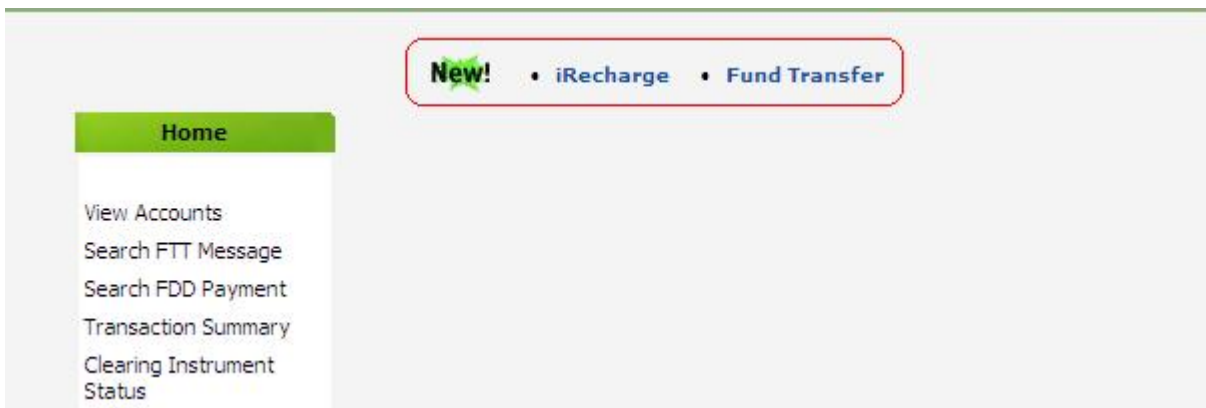 New! • iRecharge • Fund Transfer
Home
View Accounts
Search FTT Message
Search FDD Payment
Transaction Summary
Clearing Instrument
Status